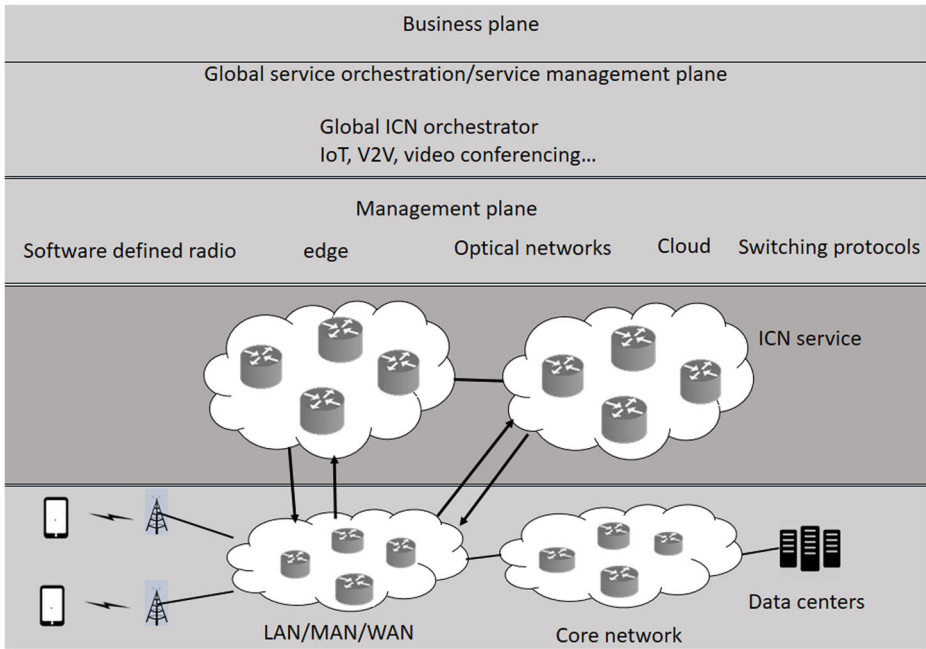 Business plane
Global service orchestration/service management plane
Global ICN orchestrator
IoT, V2V, video conferencing...
Management plane
Software defined radio edge Optical networks Cloud Switching protocols
ICN service
Data centers
LAN/MAN/WAN Core network